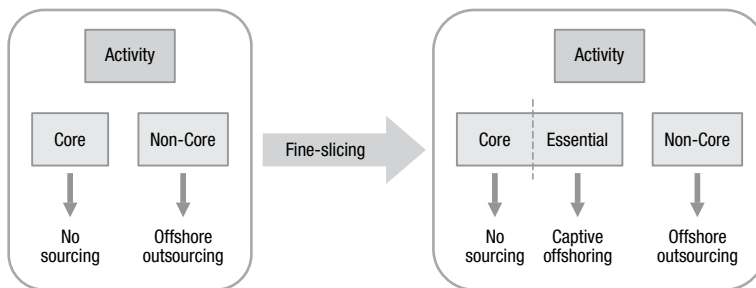 Activity
Core
Non-Core
No
sourcing
Offshore
outsourcing
Fine-slicing
Activity
Core
Essential
Non-Core
No
sourcing
Captive
offshoring
Offshore
outsourcing